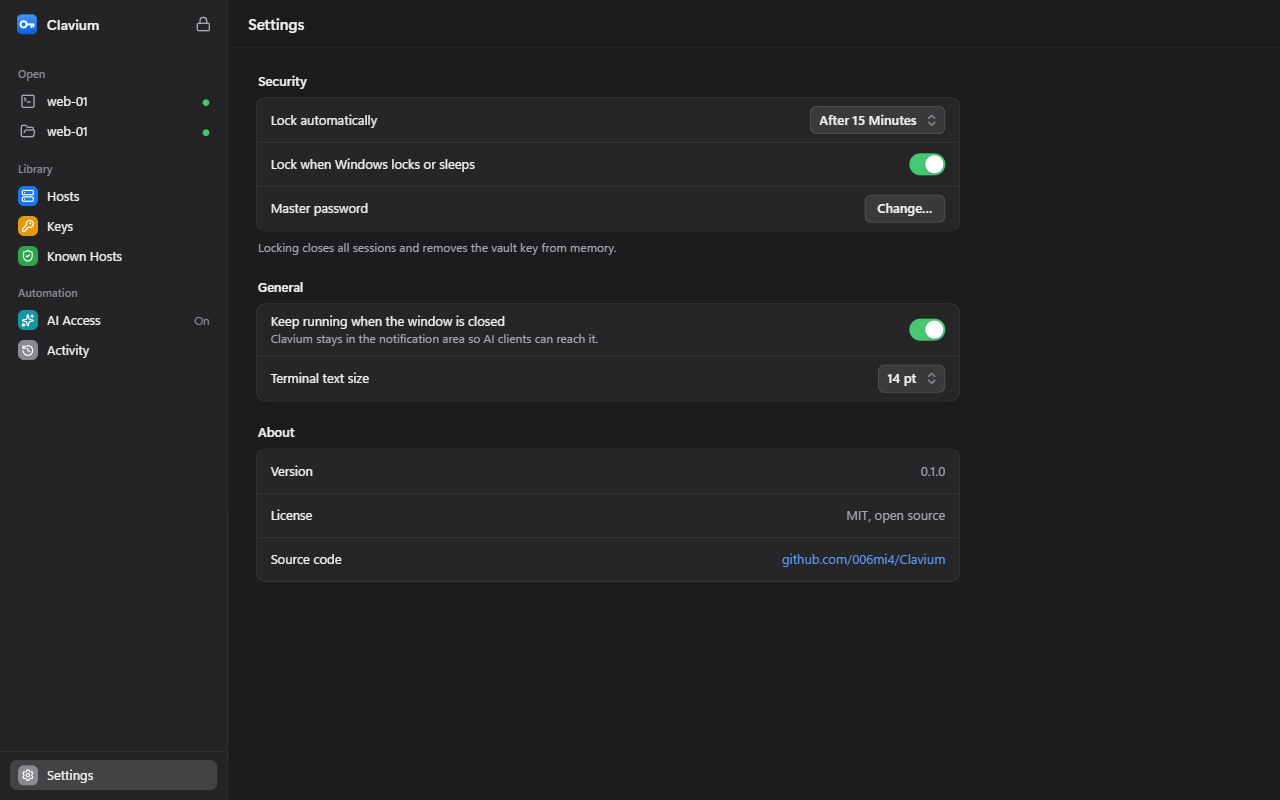 Clavium
Settings
Open
web-01
web-01
Library
Hosts
Keys
Known Hosts
Automation
AI Access On
Activity
Settings
Security
Lock automatically After 15 Minutes
Lock when Windows locks or sleeps
Master password Change...
Locking closes all sessions and removes the vault key from memory.
General
Keep running when the window is closed
Clavium stays in the notification area so AI clients can reach it.
Terminal text size 14 pt
About
Version 0.1.0
License MIT, open source
Source code github.com/006mi4/Clavium